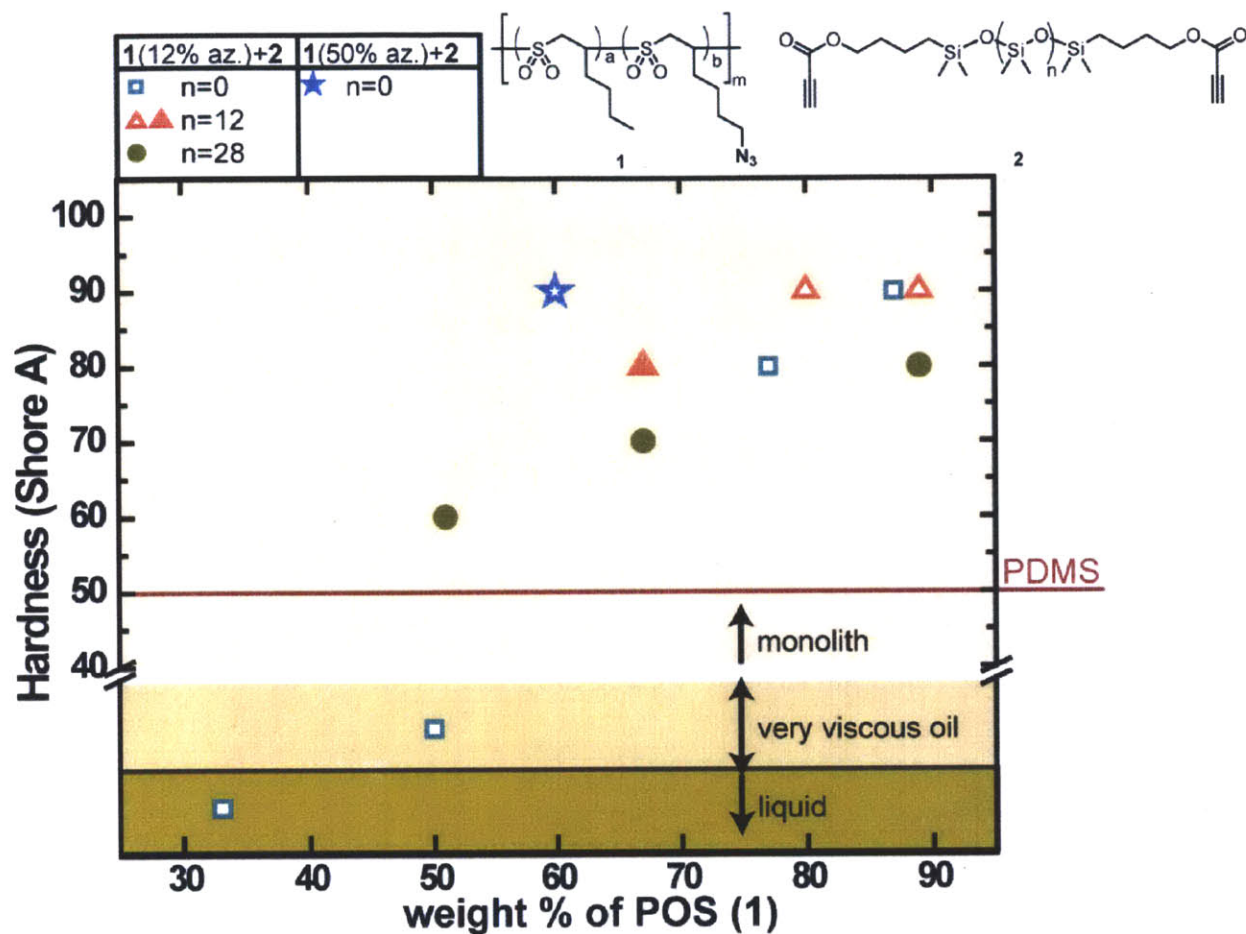 1(12% az.)+2 1(50% az.)+2
n=0 n=0
n=12
n=28
S O O a S O O b m N₃
1
O O Si O Si O n Si O O
2
100
90
80
70
60
50
40
Hardness (Shore A)
PDMS
monolith
very viscous oil
liquid
30 40 50 60 70 80 90
weight % of POS (1)